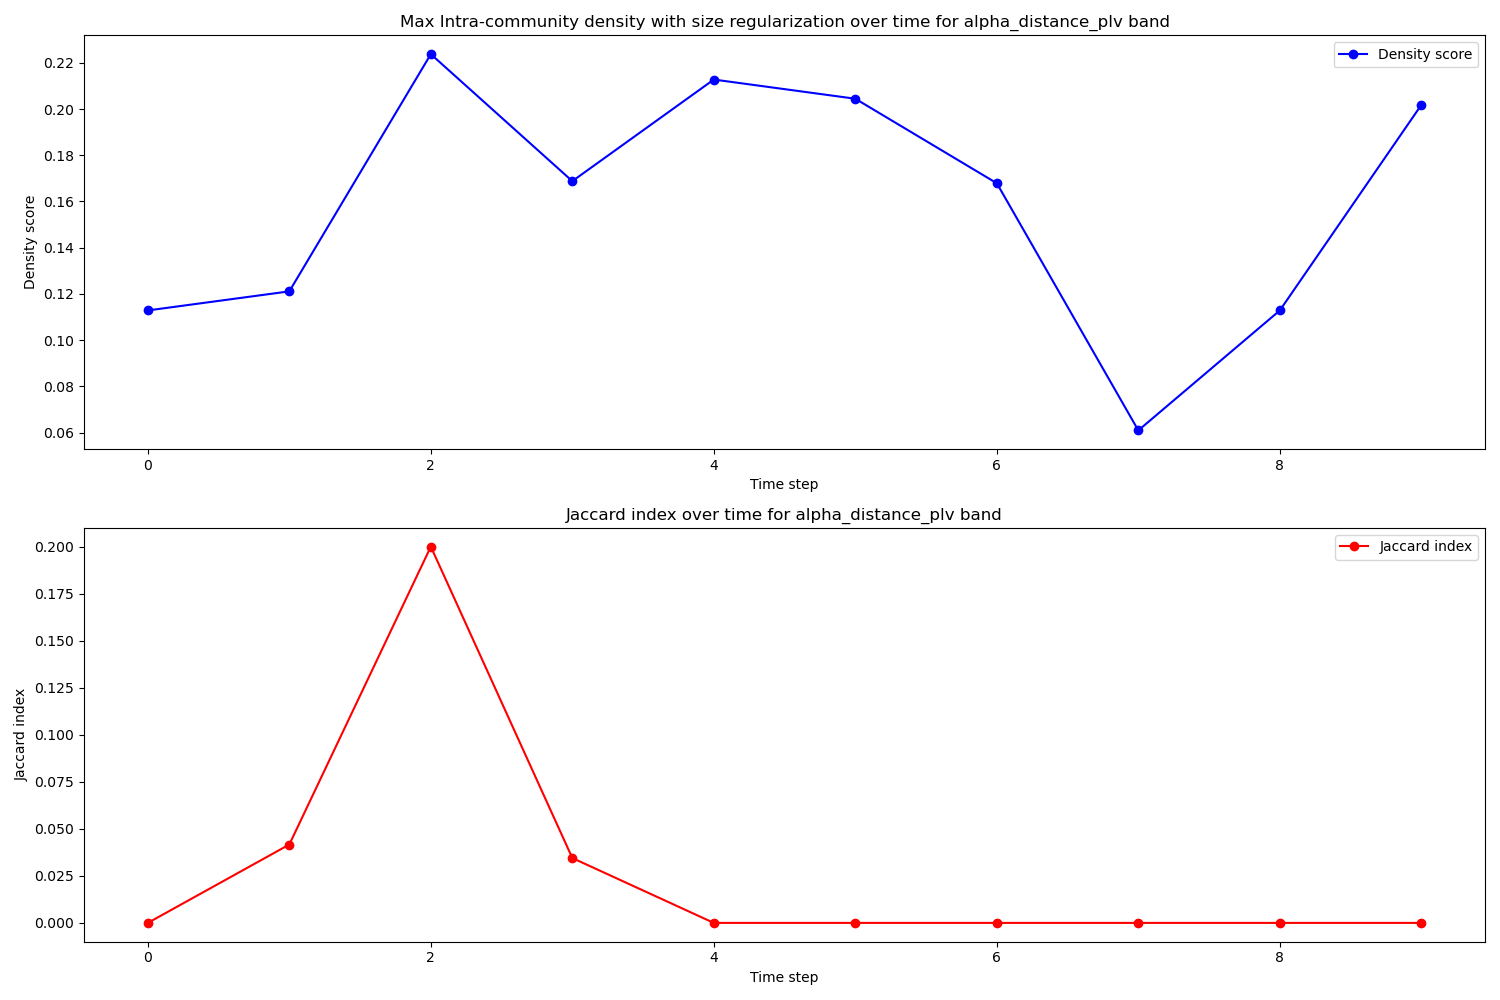 Max Intra-community density with size regularization over time for alpha_distance_plv band
Density score
0.22
0.20
0.18
0.16
0.14
0.12
0.10
0.08
0.06
Density score
0 2 4 6 8
Time step
Jaccard index over time for alpha_distance_plv band
Jaccard index
0.200
0.175
0.150
0.125
0.100
0.075
0.050
0.025
0.000
Jaccard index
0 2 4 6 8
Time step